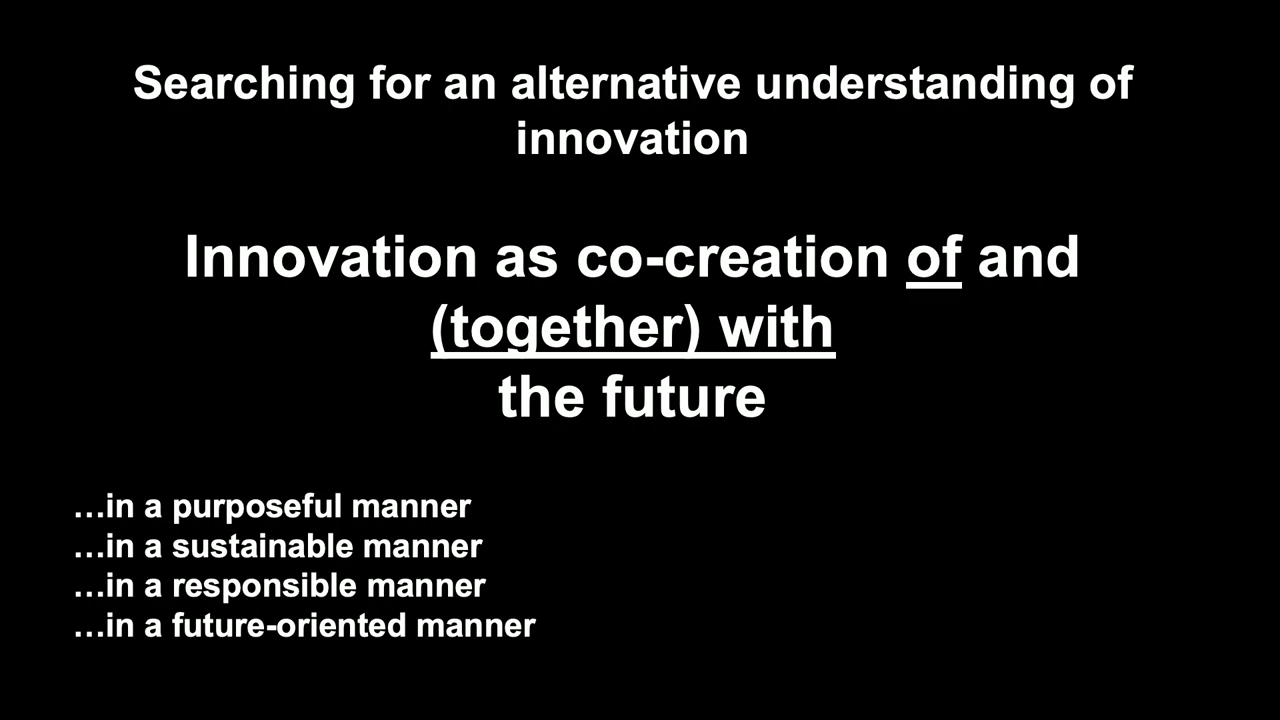 Searching for an alternative understanding of
innovation
Innovation as co-creation of and
(together) with
the future
…in a purposeful manner
…in a sustainable manner
…in a responsible manner
…in a future-oriented manner